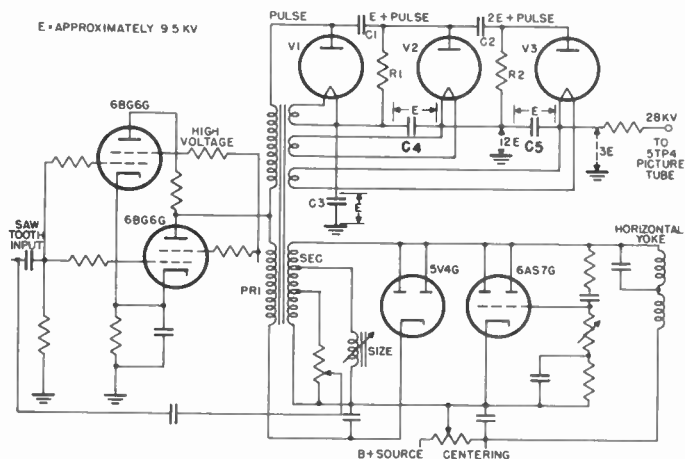 E = APPROXIMATELY 9.5 KV
PULSE
E + PULSE
2E + PULSE
C1
C2
V1
V2
V3
R1
R2
6BG6G
HIGH
VOLTAGE
E
E
C4
2E
C5
3E
28KV
TO
5TP4
PICTURE
TUBE
C3
E
6BG6G
SAW
TOOTH
INPUT
HORIZONTAL
YOKE
PRI
SEC
5V4G
6AS7G
SIZE
B+ SOURCE
CENTERING